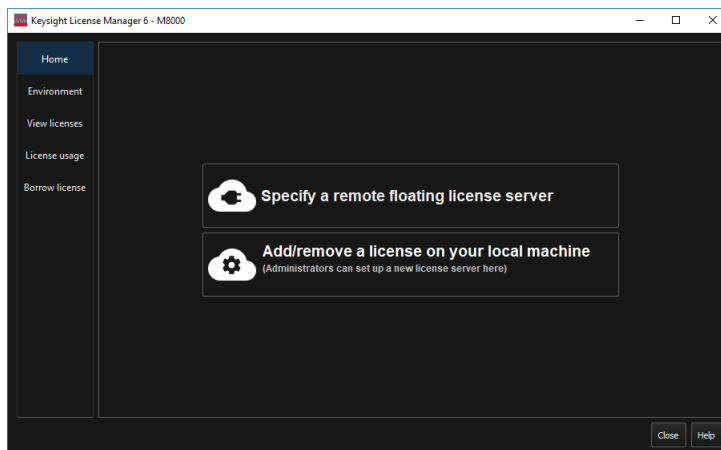 Keysight License Manager 6 - M8000
Home
Environment
View licenses
License usage
Borrow license
Specify a remote floating license server
Add/remove a license on your local machine
(Administrators can set up a new license server here)
Close
Help